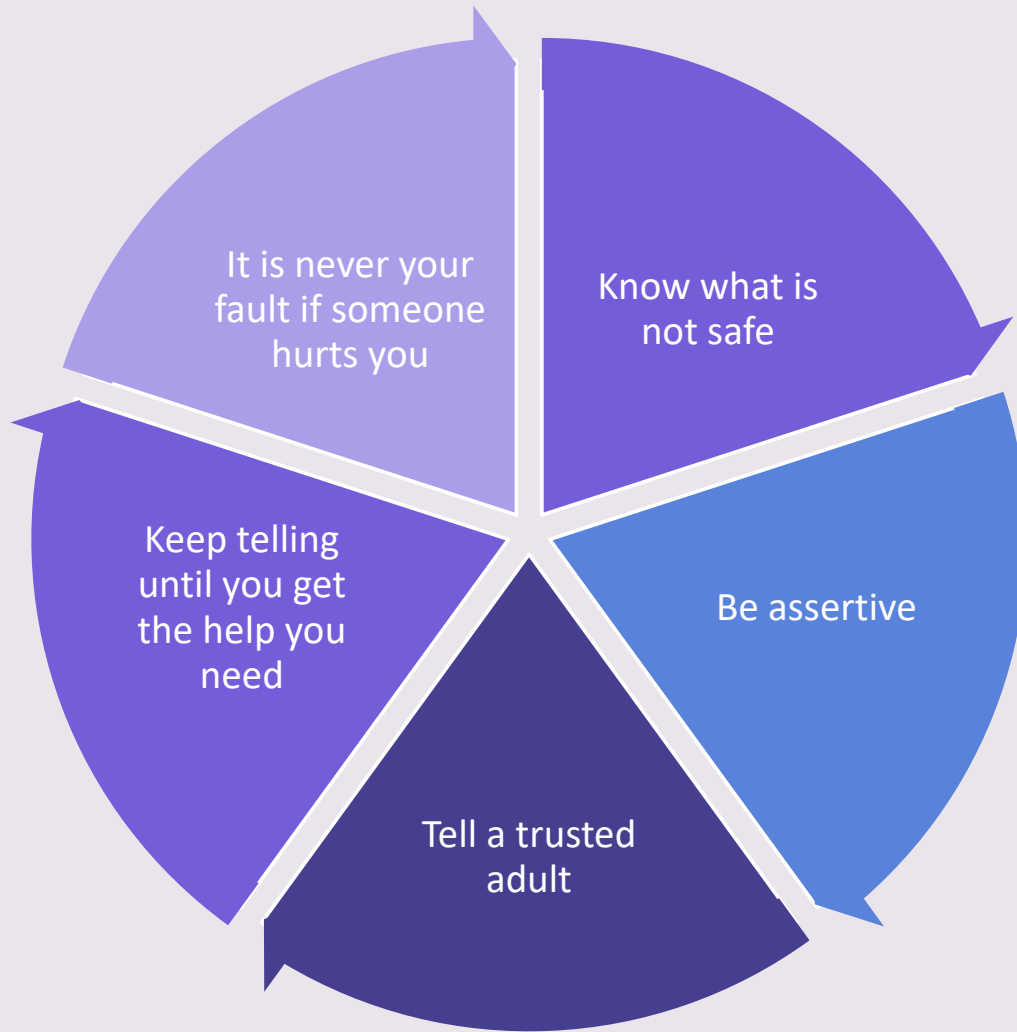 Know what is
not safe
Be assertive
Tell a trusted
adult
Keep telling
until you get
the help you
need
It is never your
fault if someone
hurts you